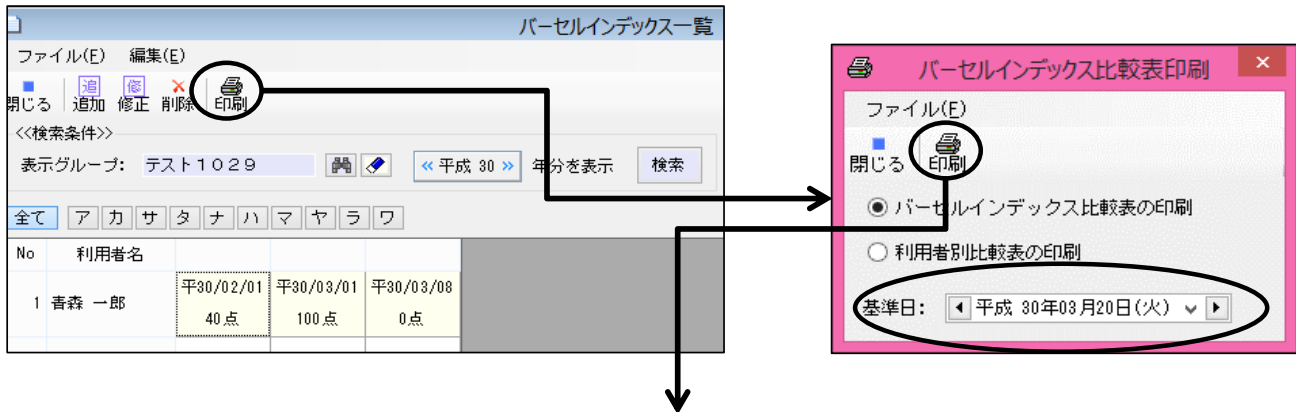 バーセルインデックス一覧
ファイル(F) 編集(E)
閉じる 追 追加 修 修正 削除 印刷
<<検索条件>>
表示グループ: テスト1029 << 平成 30 >> 年分を表示 検索
全て ア カ サ タ ナ ハ マ ヤ ラ ワ
No 利用者名
1 青森 一郎 平30/02/01 平30/03/01 平30/03/08
40点 100点 0点
バーセルインデックス比較表印刷 ×
ファイル(F)
閉じる 印刷
バーセルインデックス比較表の印刷
利用者別比較表の印刷
基準日: 平成 30年03月20日(火)